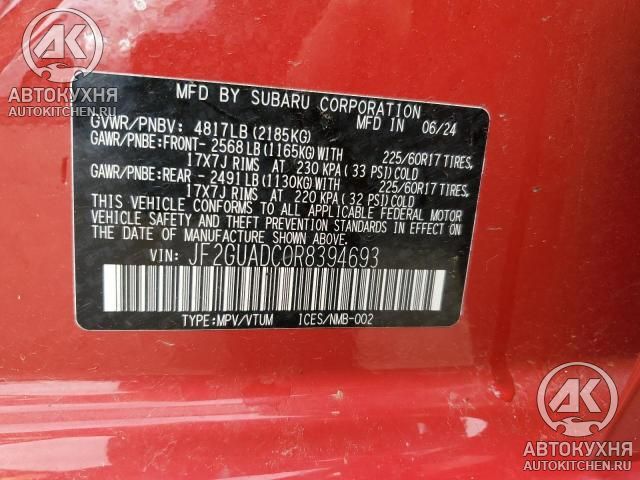 MFD BY SUBARU CORPORATION
GVWR/PNBV: 4817LB(2185KG) MFD IN 06/24
GAWR/PNBE:FRONT- 2568LB(1165KG)WITH 225/60R17 TIRES,
17X7J RIMS AT 230 KPA (33 PSI)COLD
GAWR/PNBE:REAR - 2491LB(1130KG)WITH 225/60R17 TIRES,
17X7J RIMS AT 220 KPA (32 PSI)COLD
THIS VEHICLE CONFORMS TO ALL APPLICABLE FEDERAL MOTOR
VEHICLE SAFETY AND THEFT PREVENTION STANDARDS IN EFFECT
ON THE DATE OF MANUFACTURE SHOWN ABOVE.
VIN: JF2GUADC0R8394693
TYPE:MPV/VTUM ICES/NMB-002
АК
АВТОКУХНЯ
AUTOKITCHEN.RU
АК
АВТОКУХНЯ
AUTOKITCHEN.RU